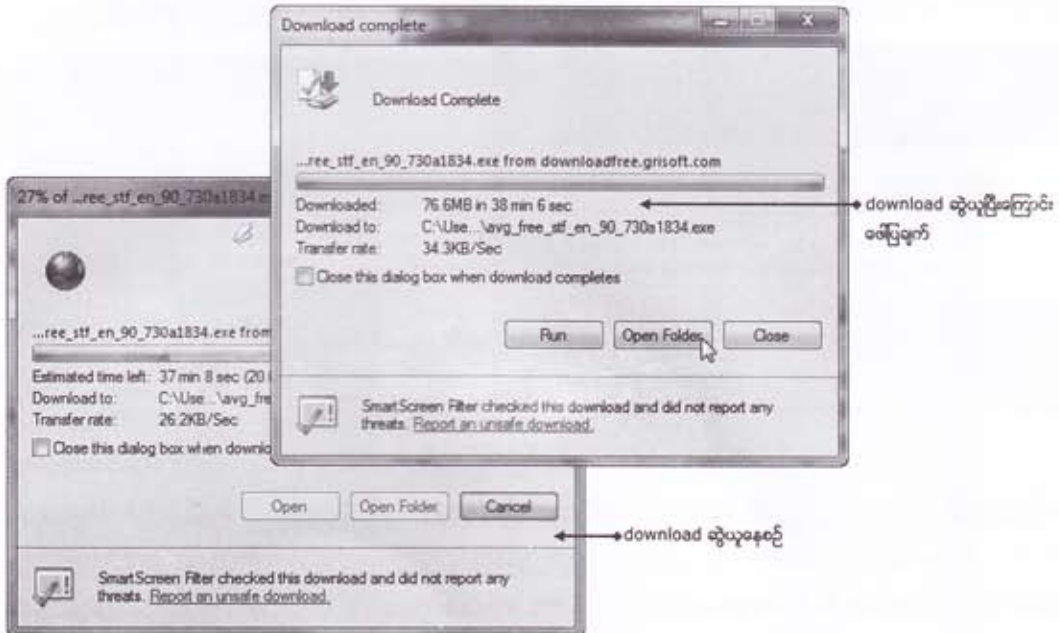 Download complete
Download Complete
...ree_stf_en_90_730a1834.exe from downloadfree.grisoft.com
Downloaded: 76.6MB in 38 min 6 sec
Download to: C:\Use...\avg_free_stf_en_90_730a1834.exe
Transfer rate: 34.3KB/Sec
Close this dialog box when download completes
Run Open Folder Close
SmartScreen Filter checked this download and did not report any
threats. Report an unsafe download.
download ဆွဲယူပြီးကြောင်း
ဖော်ပြချက်
27% of ...ree_stf_en_90_730a1834.e
...ree_stf_en_90_730a1834.exe from
Estimated time left: 37 min 8 sec (20
Download to: C:\Use...\avg_fre
Transfer rate: 26.2KB/Sec
Close this dialog box when downlo
Open Open Folder Cancel
download ဆွဲယူနေစဉ်
SmartScreen Filter checked this download and did not report any
threats. Report an unsafe download.